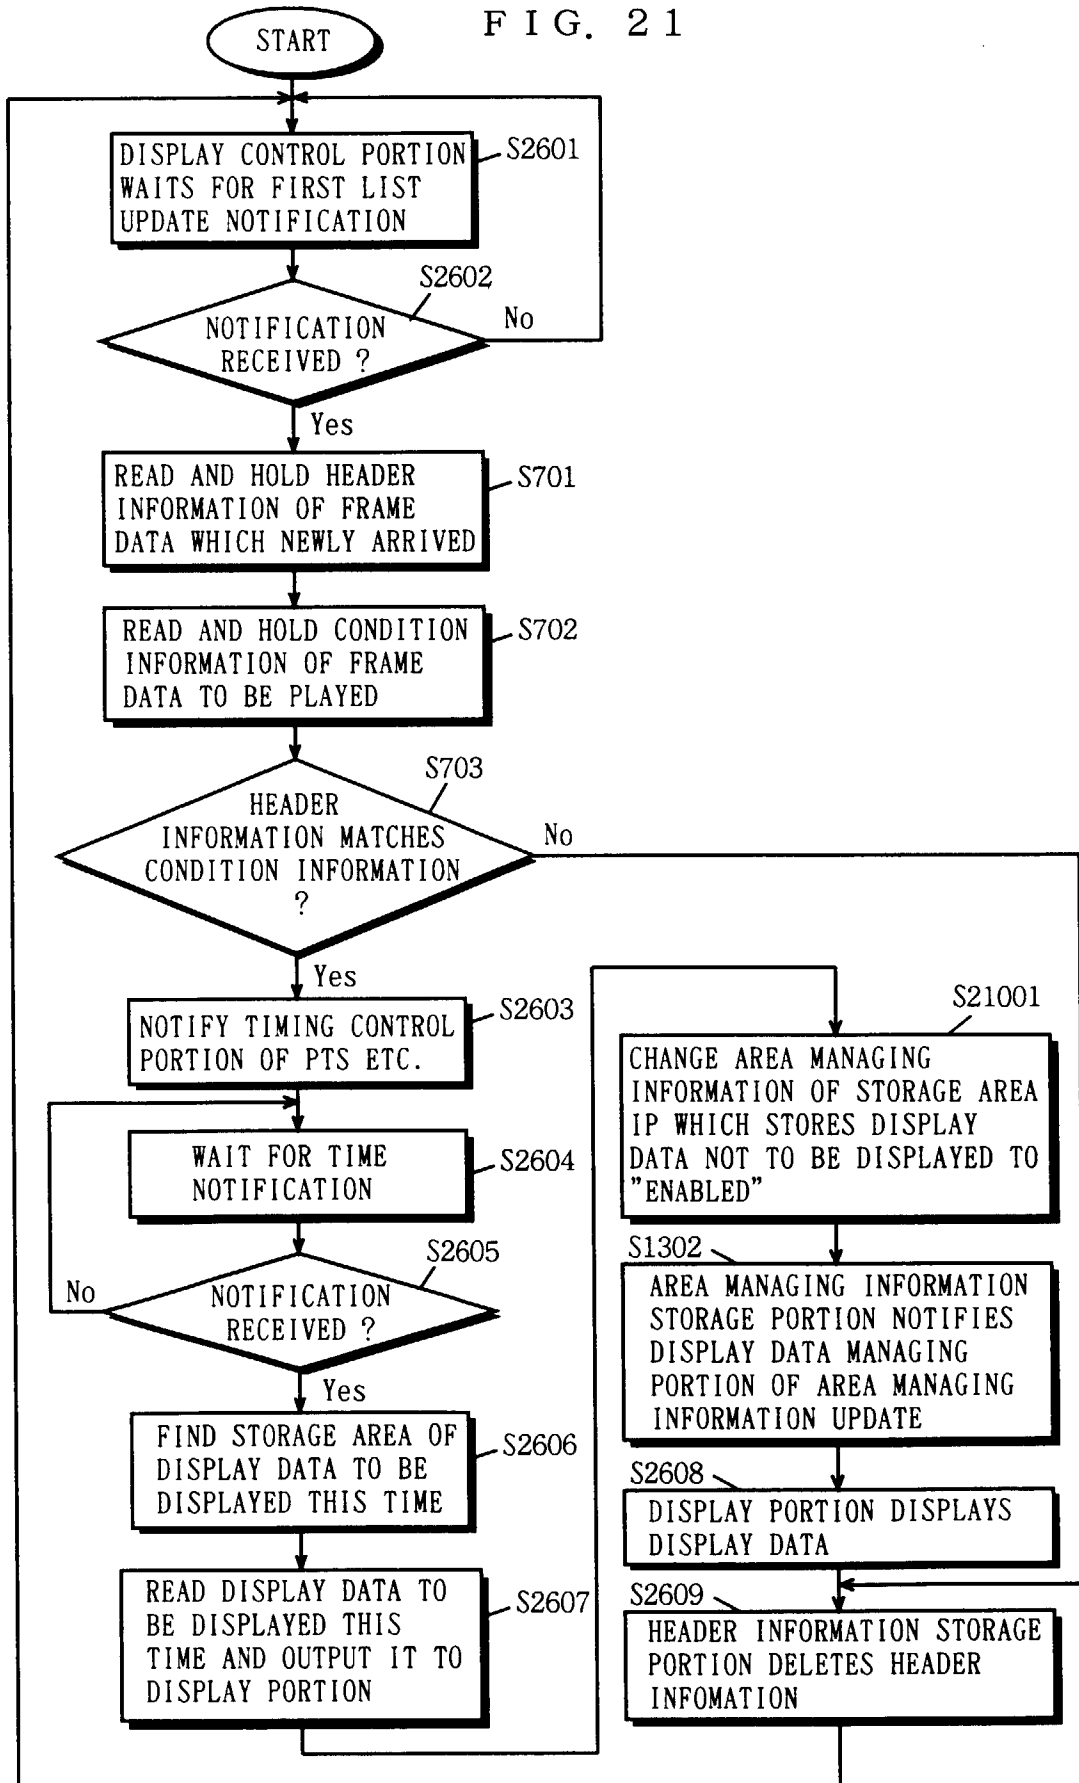 F I G. 2 1
START
DISPLAY CONTROL PORTION
WAITS FOR FIRST LIST
UPDATE NOTIFICATION
S2601
S2602
NOTIFICATION
RECEIVED ?
No
Yes
READ AND HOLD HEADER
INFORMATION OF FRAME
DATA WHICH NEWLY ARRIVED
S701
READ AND HOLD CONDITION
INFORMATION OF FRAME
DATA TO BE PLAYED
S702
S703
HEADER
INFORMATION MATCHES
CONDITION INFORMATION
?
No
Yes
NOTIFY TIMING CONTROL
PORTION OF PTS ETC.
S2603
WAIT FOR TIME
NOTIFICATION
S2604
S2605
NOTIFICATION
RECEIVED ?
No
Yes
FIND STORAGE AREA OF
DISPLAY DATA TO BE
DISPLAYED THIS TIME
S2606
READ DISPLAY DATA TO
BE DISPLAYED THIS
TIME AND OUTPUT IT TO
DISPLAY PORTION
S2607
S21001
CHANGE AREA MANAGING
INFORMATION OF STORAGE AREA
IP WHICH STORES DISPLAY
DATA NOT TO BE DISPLAYED TO
"ENABLED"
S1302
AREA MANAGING INFORMATION
STORAGE PORTION NOTIFIES
DISPLAY DATA MANAGING
PORTION OF AREA MANAGING
INFORMATION UPDATE
S2608
DISPLAY PORTION DISPLAYS
DISPLAY DATA
S2609
HEADER INFORMATION STORAGE
PORTION DELETES HEADER
INFOMATION